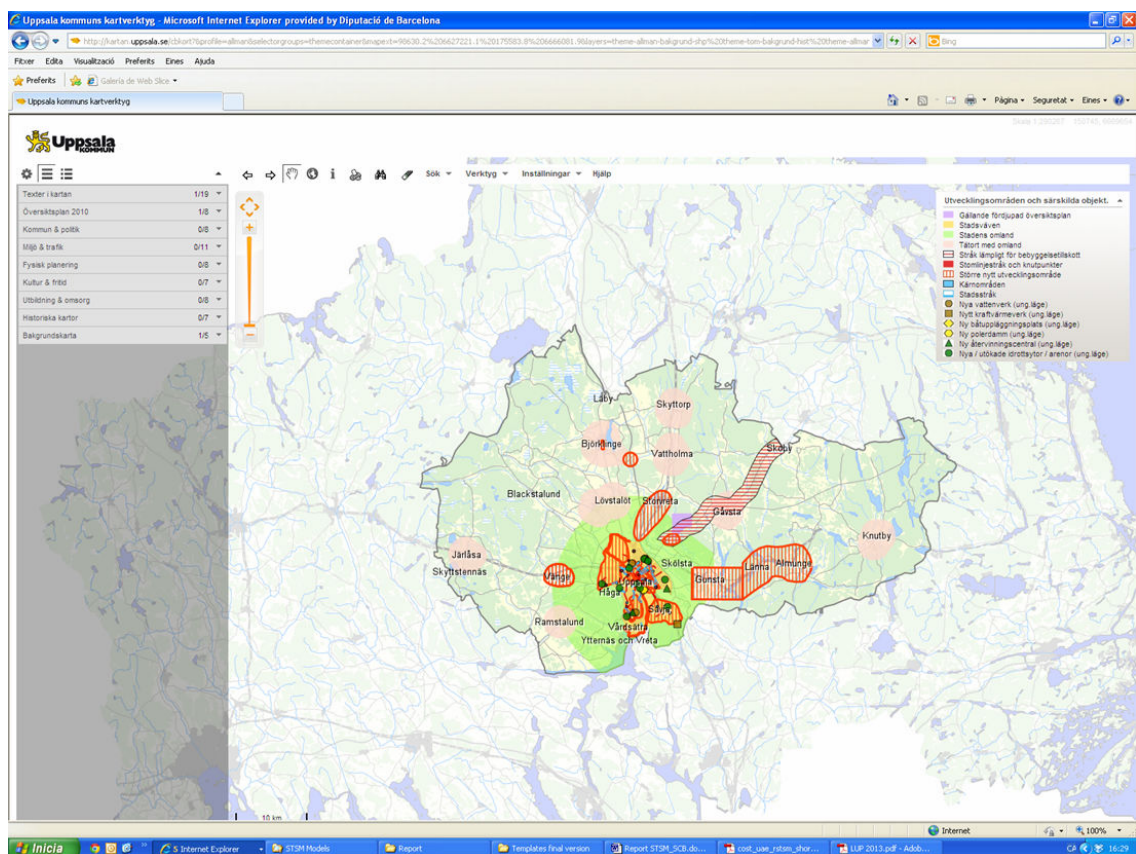 Uppsala kommuns kartverktyg - Microsoft Internet Explorer provided by Diputació de Barcelona
Bing
Fitxer Edita Visualització Preferits Eines Ajuda
Preferits Galeria de Web Slice
Uppsala kommuns kartverktyg
Pàgina Seguretat Eines
Uppsala
KOMMUN
Sök Verktyg Inställningar Hjälp
Texter i kartan 1/19
Översiktsplan 2010 1/8
Kommun & politik 0/8
Miljö & trafik 0/11
Fysisk planering 0/8
Kultur & fritid 0/7
Utbildning & omsorg 0/8
Historiska kartor 0/7
Bakgrundskarta 1/5
Utvecklingsområden och särskilda objekt.
Gällande fördjupad översiktsplan
Stadsväven
Stadens omland
Tätort med omland
Stråk lämpligt för bebyggelsetillskott
Stomlinjestråk och knutpunkter
Större nytt utvecklingsområde
Kärnområden
Stadsstråk
Nya vattenverk (ung.läge)
Nytt kraftvärmeverk (ung.läge)
Ny båtuppläggningsplats (ung.läge)
Ny polerdamm (ung.läge)
Ny återvinningscentral (ung.läge)
Nya / utökade idrottsytor / arenor (ung.läge)
Läby
Skyttorp
Björklinge
Vattholma
Skoby
Blackstalund
Lövstalöt
Storvreta
Gåvsta
Knutby
Järlåsa
Skyttstennäs
Vänge
Skölsta
Gunsta
Länna
Almunge
Uppsala
Håga
Sävja
Ramstalund
Vårdsätra
Ytternäs och Vreta
10 km
Internet 100%
Inicia 5 Internet Explorer STSM Models Report Templates final version Report STSM_SCB.do... cost_uae_rstsm_shor... LUP 2013.pdf - Adob... CA 16:29